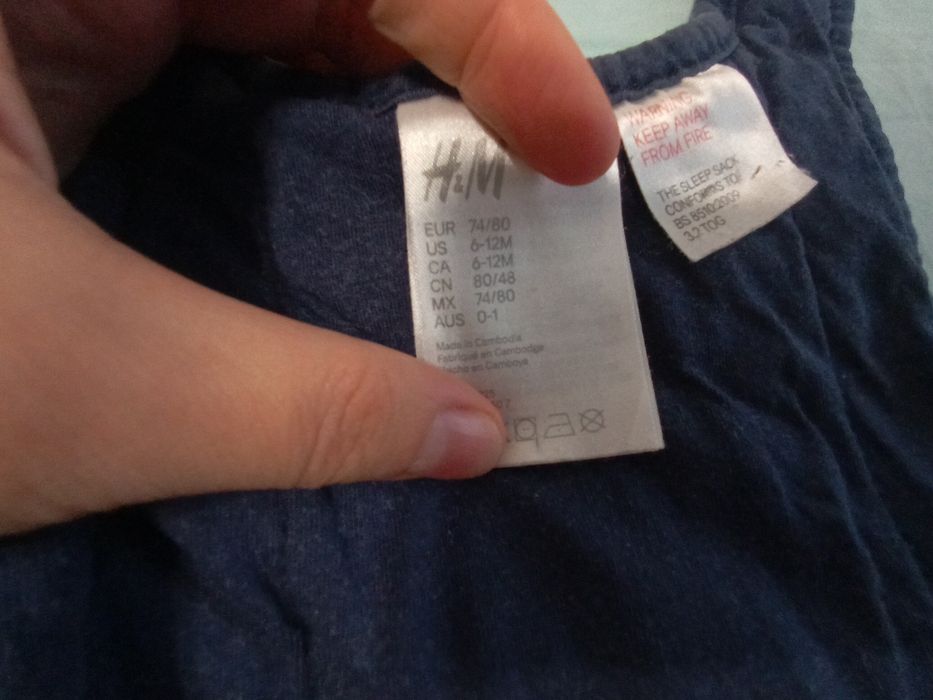 H&M
EUR 74/80
US 6-12M
CA 6-12M
CN 80/48
MX 74/80
AUS 0-1
Made in Cambodia
Fabriqué en Cambodge
Hecho en Camboya
WARNING
KEEP AWAY
FROM FIRE
THE SLEEP SACK
CONFORMS TO
BS 8510:2009
3.2 TOG